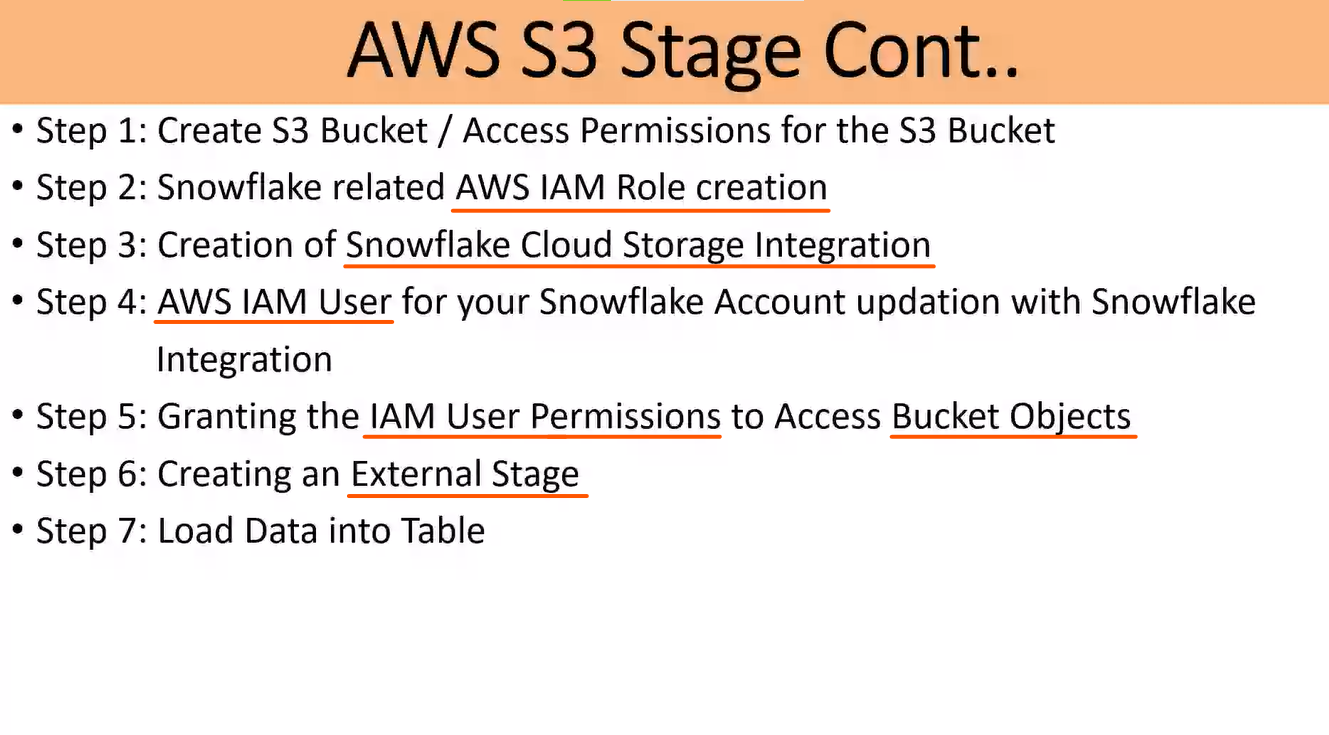 AWS S3 Stage Cont..
• Step 1: Create S3 Bucket / Access Permissions for the S3 Bucket
• Step 2: Snowflake related AWS IAM Role creation
• Step 3: Creation of Snowflake Cloud Storage Integration
• Step 4: AWS IAM User for your Snowflake Account updation with Snowflake
Integration
• Step 5: Granting the IAM User Permissions to Access Bucket Objects
• Step 6: Creating an External Stage
• Step 7: Load Data into Table